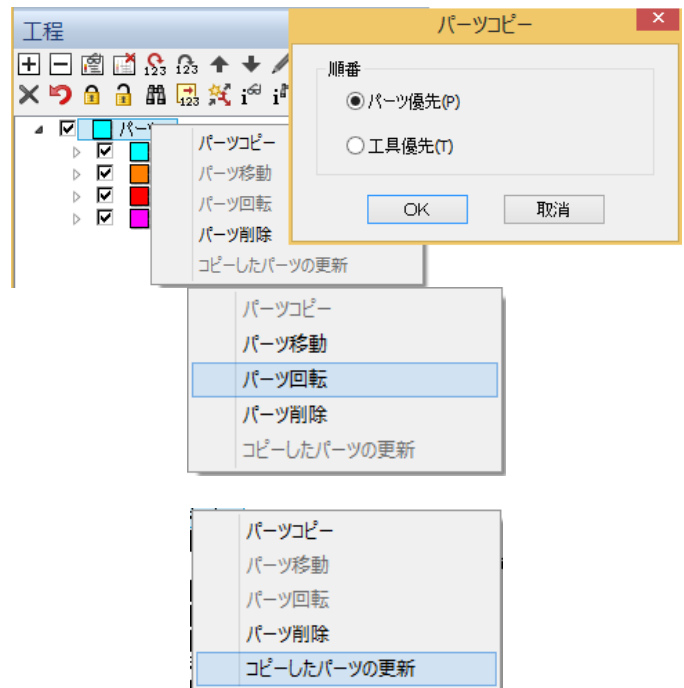 工程
パーツコピー
順番
パーツ優先(P)
工具優先(T)
OK
取消
123
123
123
パーツ
パーツコピー
パーツ移動
パーツ回転
パーツ削除
コピーしたパーツの更新
パーツコピー
パーツ移動
パーツ回転
パーツ削除
コピーしたパーツの更新
パーツコピー
パーツ移動
パーツ回転
パーツ削除
コピーしたパーツの更新